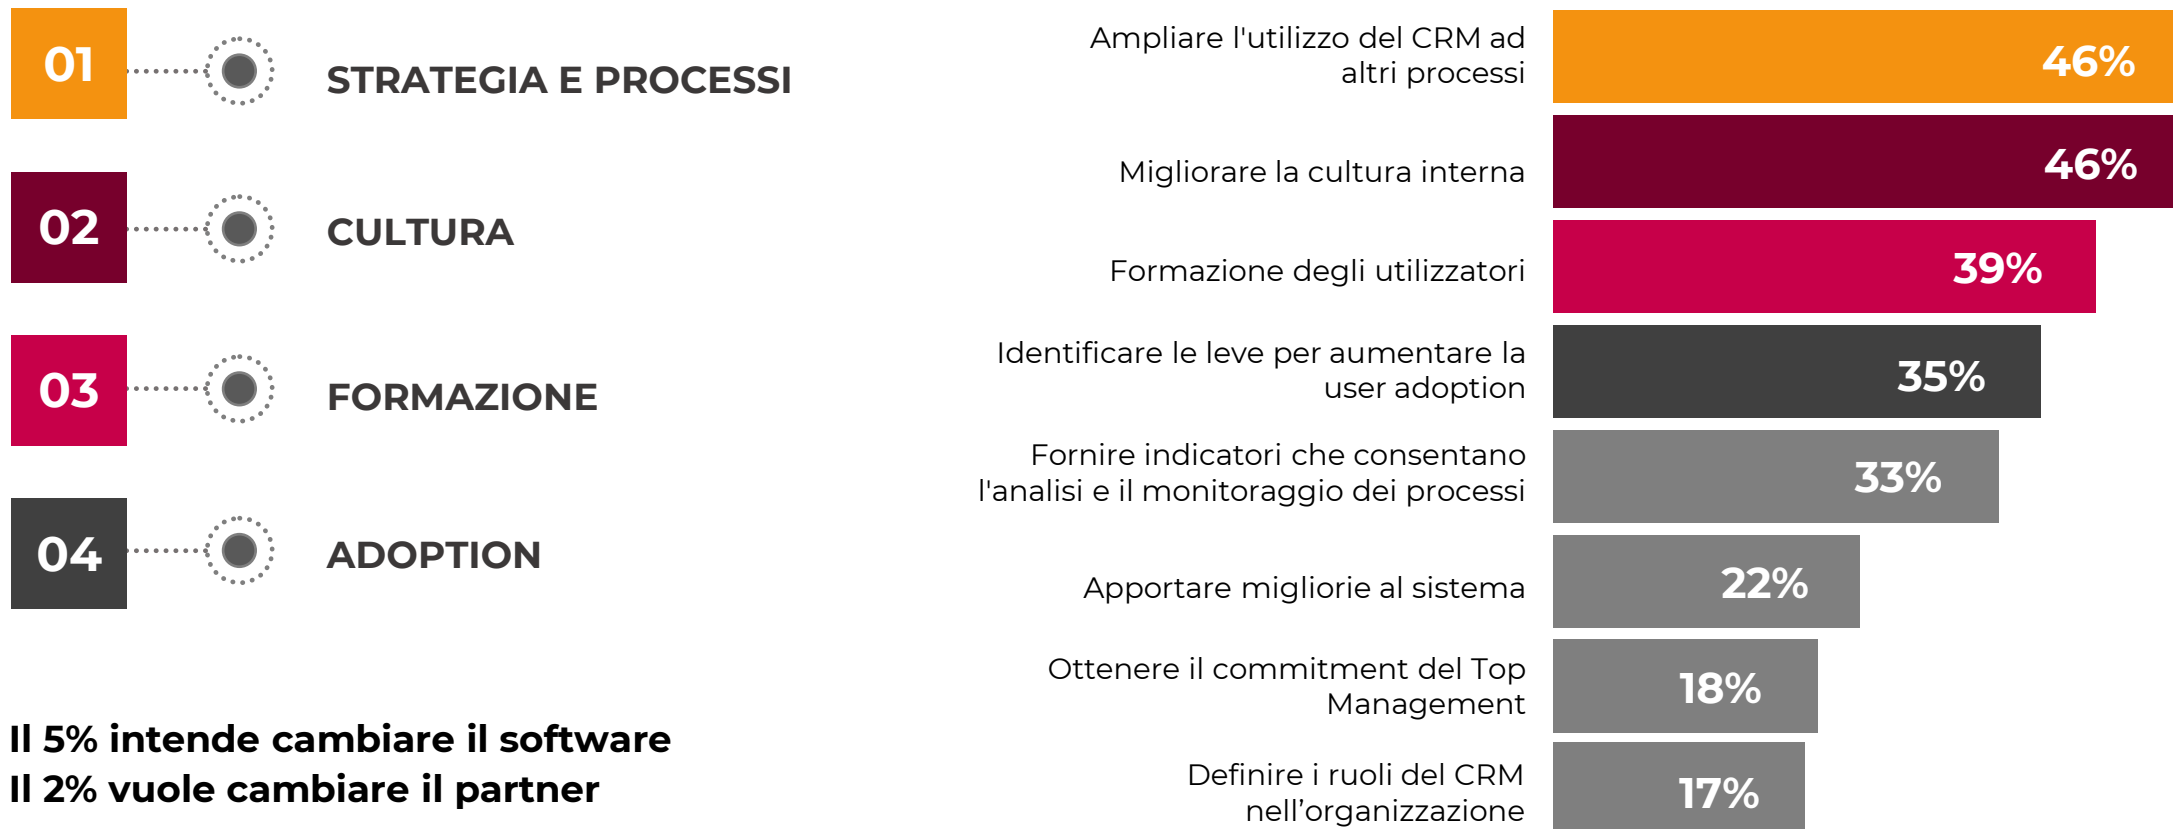 01
STRATEGIA E PROCESSI
02
CULTURA
03
FORMAZIONE
04
ADOPTION
Il 5% intende cambiare il software
Il 2% vuole cambiare il partner
Ampliare l'utilizzo del CRM ad
altri processi
46%
Migliorare la cultura interna
46%
Formazione degli utilizzatori
39%
Identificare le leve per aumentare la
user adoption
35%
Fornire indicatori che consentano
l'analisi e il monitoraggio dei processi
33%
Apportare migliorie al sistema
22%
Ottenere il commitment del Top
Management
18%
Definire i ruoli del CRM
nell’organizzazione
17%